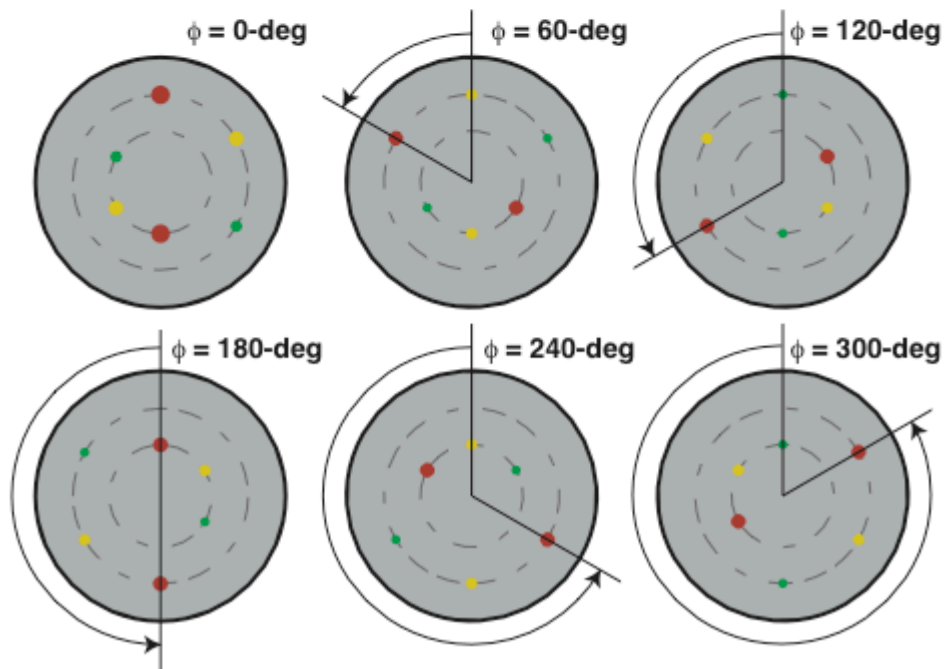 ϕ = 0-deg
ϕ = 60-deg
ϕ = 120-deg
ϕ = 180-deg
ϕ = 240-deg
ϕ = 300-deg